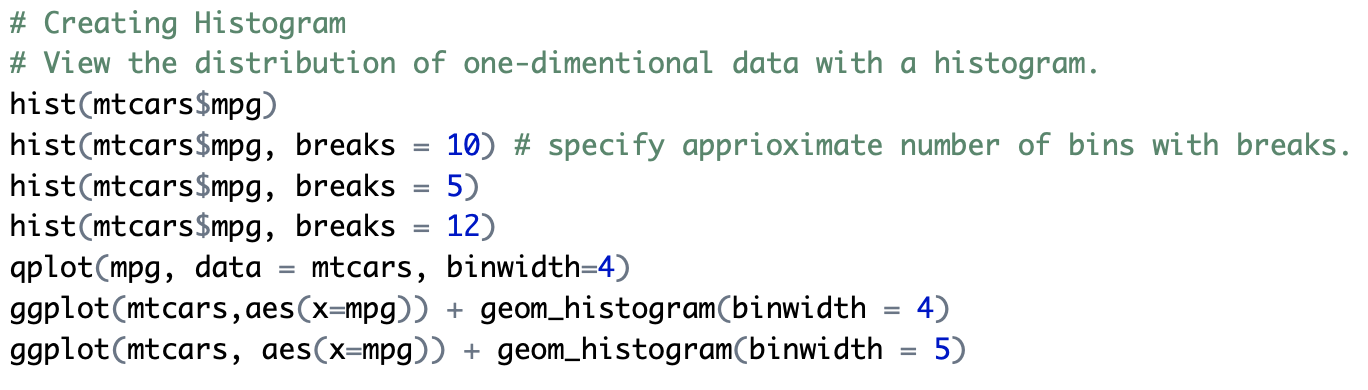 # Creating Histogram
# View the distribution of one-dimentional data with a histogram.
hist(mtcars$mpg)
hist(mtcars$mpg, breaks = 10) # specify apprioximate number of bins with breaks.
hist(mtcars$mpg, breaks = 5)
hist(mtcars$mpg, breaks = 12)
qplot(mpg, data = mtcars, binwidth=4)
ggplot(mtcars,aes(x=mpg)) + geom_histogram(binwidth = 4)
ggplot(mtcars, aes(x=mpg)) + geom_histogram(binwidth = 5)